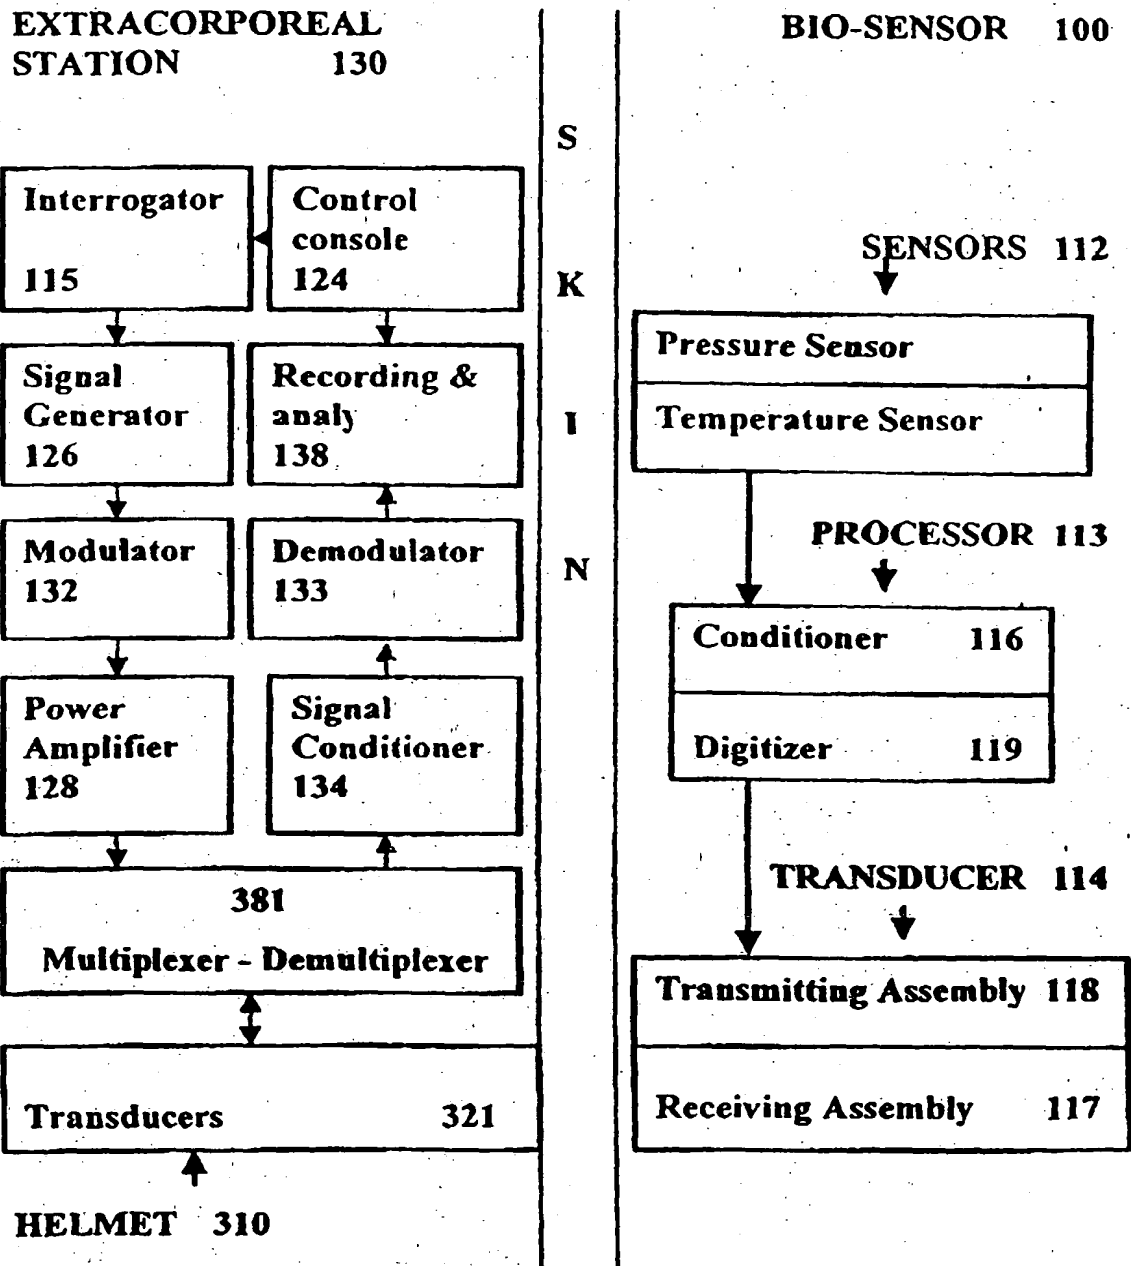 EXTRACORPOREAL
STATION 130
Interrogator
115
Control
console
124
Signal
Generator
126
Recording &
analy
138
Modulator
132
Demodulator
133
Power
Amplifier
128
Signal
Conditioner
134
381
Multiplexer - Demultiplexer
Transducers 321
HELMET 310
S
K
I
N
BIO-SENSOR 100
SENSORS 112
Pressure Sensor
Temperature Sensor
PROCESSOR 113
Conditioner 116
Digitizer 119
TRANSDUCER 114
Transmitting Assembly 118
Receiving Assembly 117